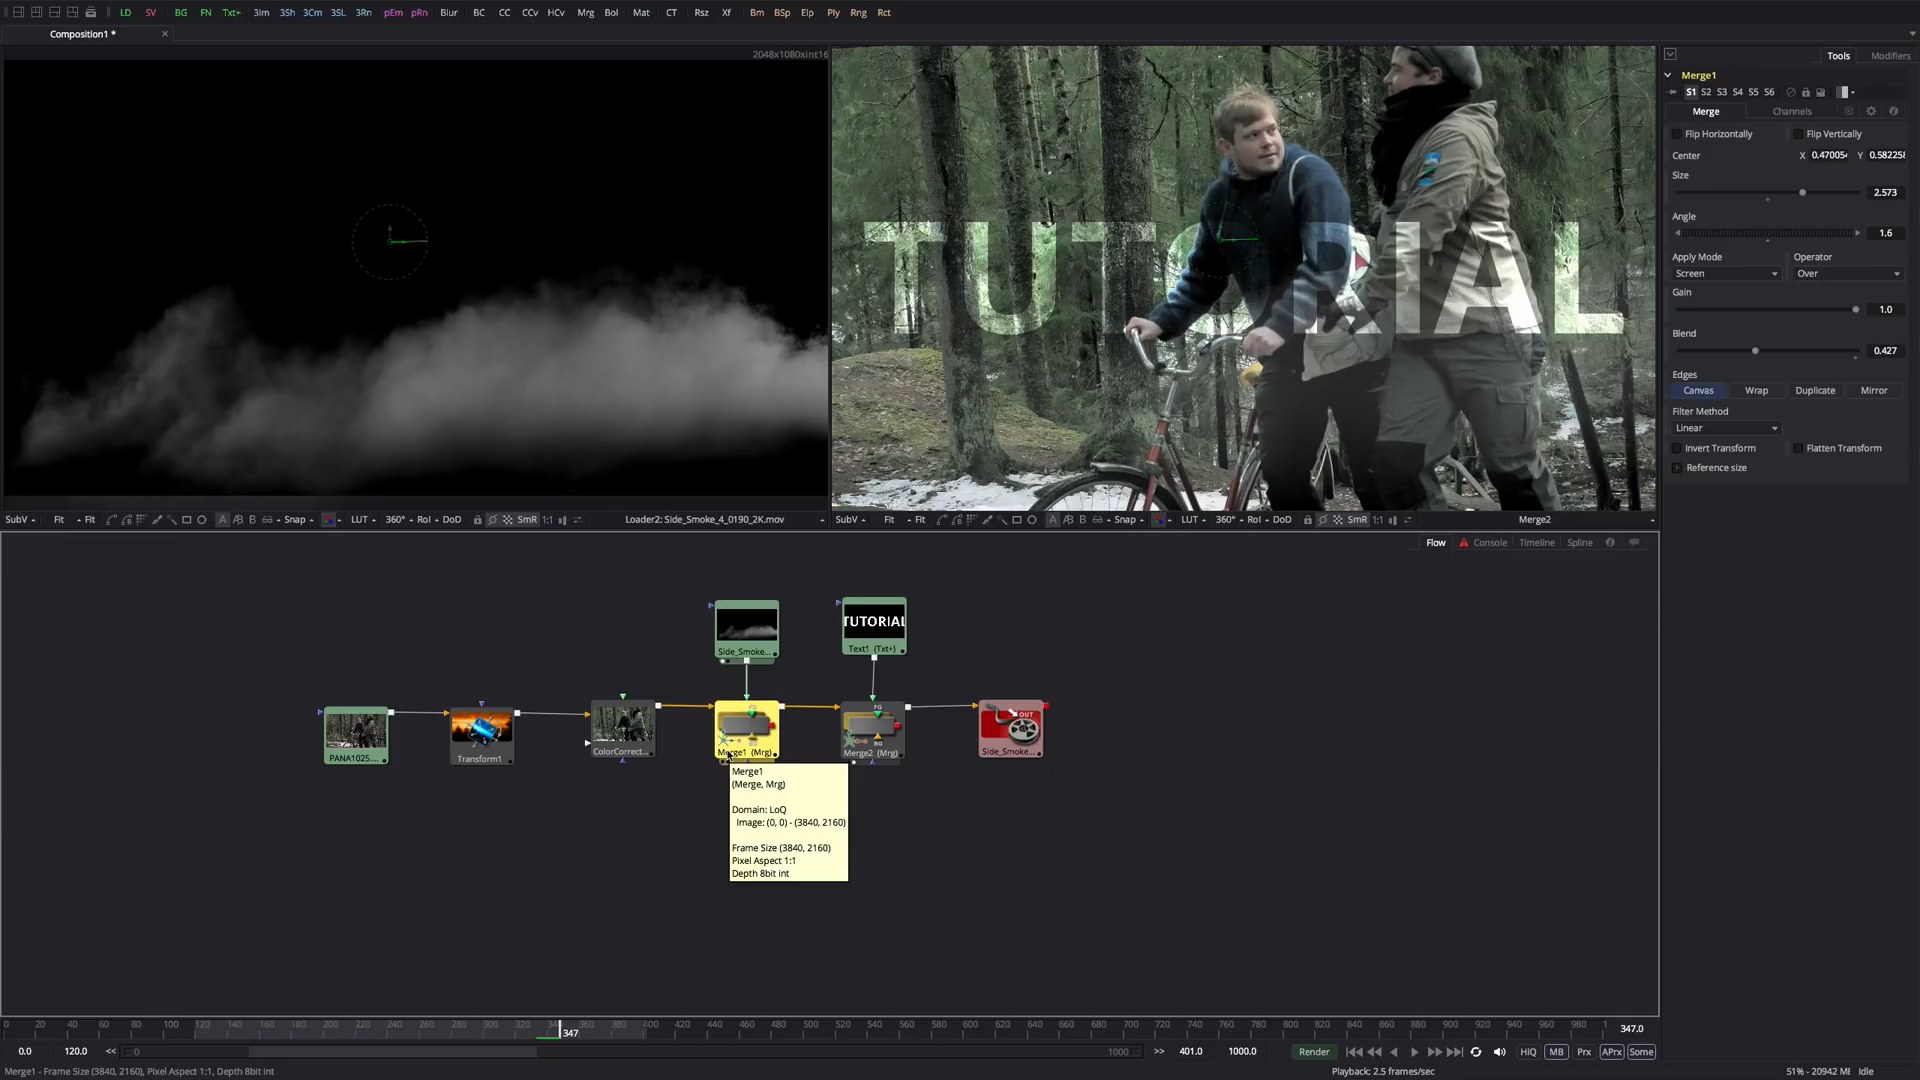 LD SV BG FN Txt+ 3Im 3Sh 3Cm 3SL 3Rn pEm pRn Blur BC CC CCv HCv Mrg Bol Mat CT Rsz Xf Bm BSp Elp Ply Rng Rct
Composition1 *
2048x1080xint16
TUTORIAL
Tools Modifiers
Merge1
S1 S2 S3 S4 S5 S6
Merge Channels
Flip Horizontally Flip Vertically
Center X 0.47005 Y 0.58225
Size
2.573
Angle
1.6
Apply Mode Operator
Screen Over
Gain
1.0
Blend
0.427
Edges
Canvas Wrap Duplicate Mirror
Filter Method
Linear
Invert Transform Flatten Transform
Reference size
SubV Fit Fit A B Snap LUT 360° RoI DoD SmR 1:1 Loader2: Side_Smoke_4_0190_2K.mov
SubV Fit Fit A B Snap LUT 360° RoI DoD SmR 1:1 Merge2
Flow Console Timeline Spline
TUTORIAL
Side_Smoke... Text1 (Txt+)
FG FG OUT
BG BG
PANA1025.... Transform1 ColorCorrect... Merge1 (Mrg) Merge2 (Mrg) Side_Smoke...
Merge1
(Merge, Mrg)
Domain: LoQ
Image: (0, 0) - (3840, 2160)
Frame Size (3840, 2160)
Pixel Aspect 1:1
Depth 8bit int
0 20 40 60 80 100 120 140 160 180 200 220 240 260 280 300 320 347 360 380 400 420 440 460 480 500 520 540 560 580 600 620 640 660 680 700 720 740 760 780 800 820 840 860 880 900 920 940 960 980 1 347.0
0.0 120.0 << 0 1000 >> 401.0 1000.0 Render HiQ MB Prx APrx Some
Merge1 - Frame Size (3840, 2160), Pixel Aspect 1:1, Depth 8bit int Playback: 2.5 frames/sec 51% - 20942 MB Idle